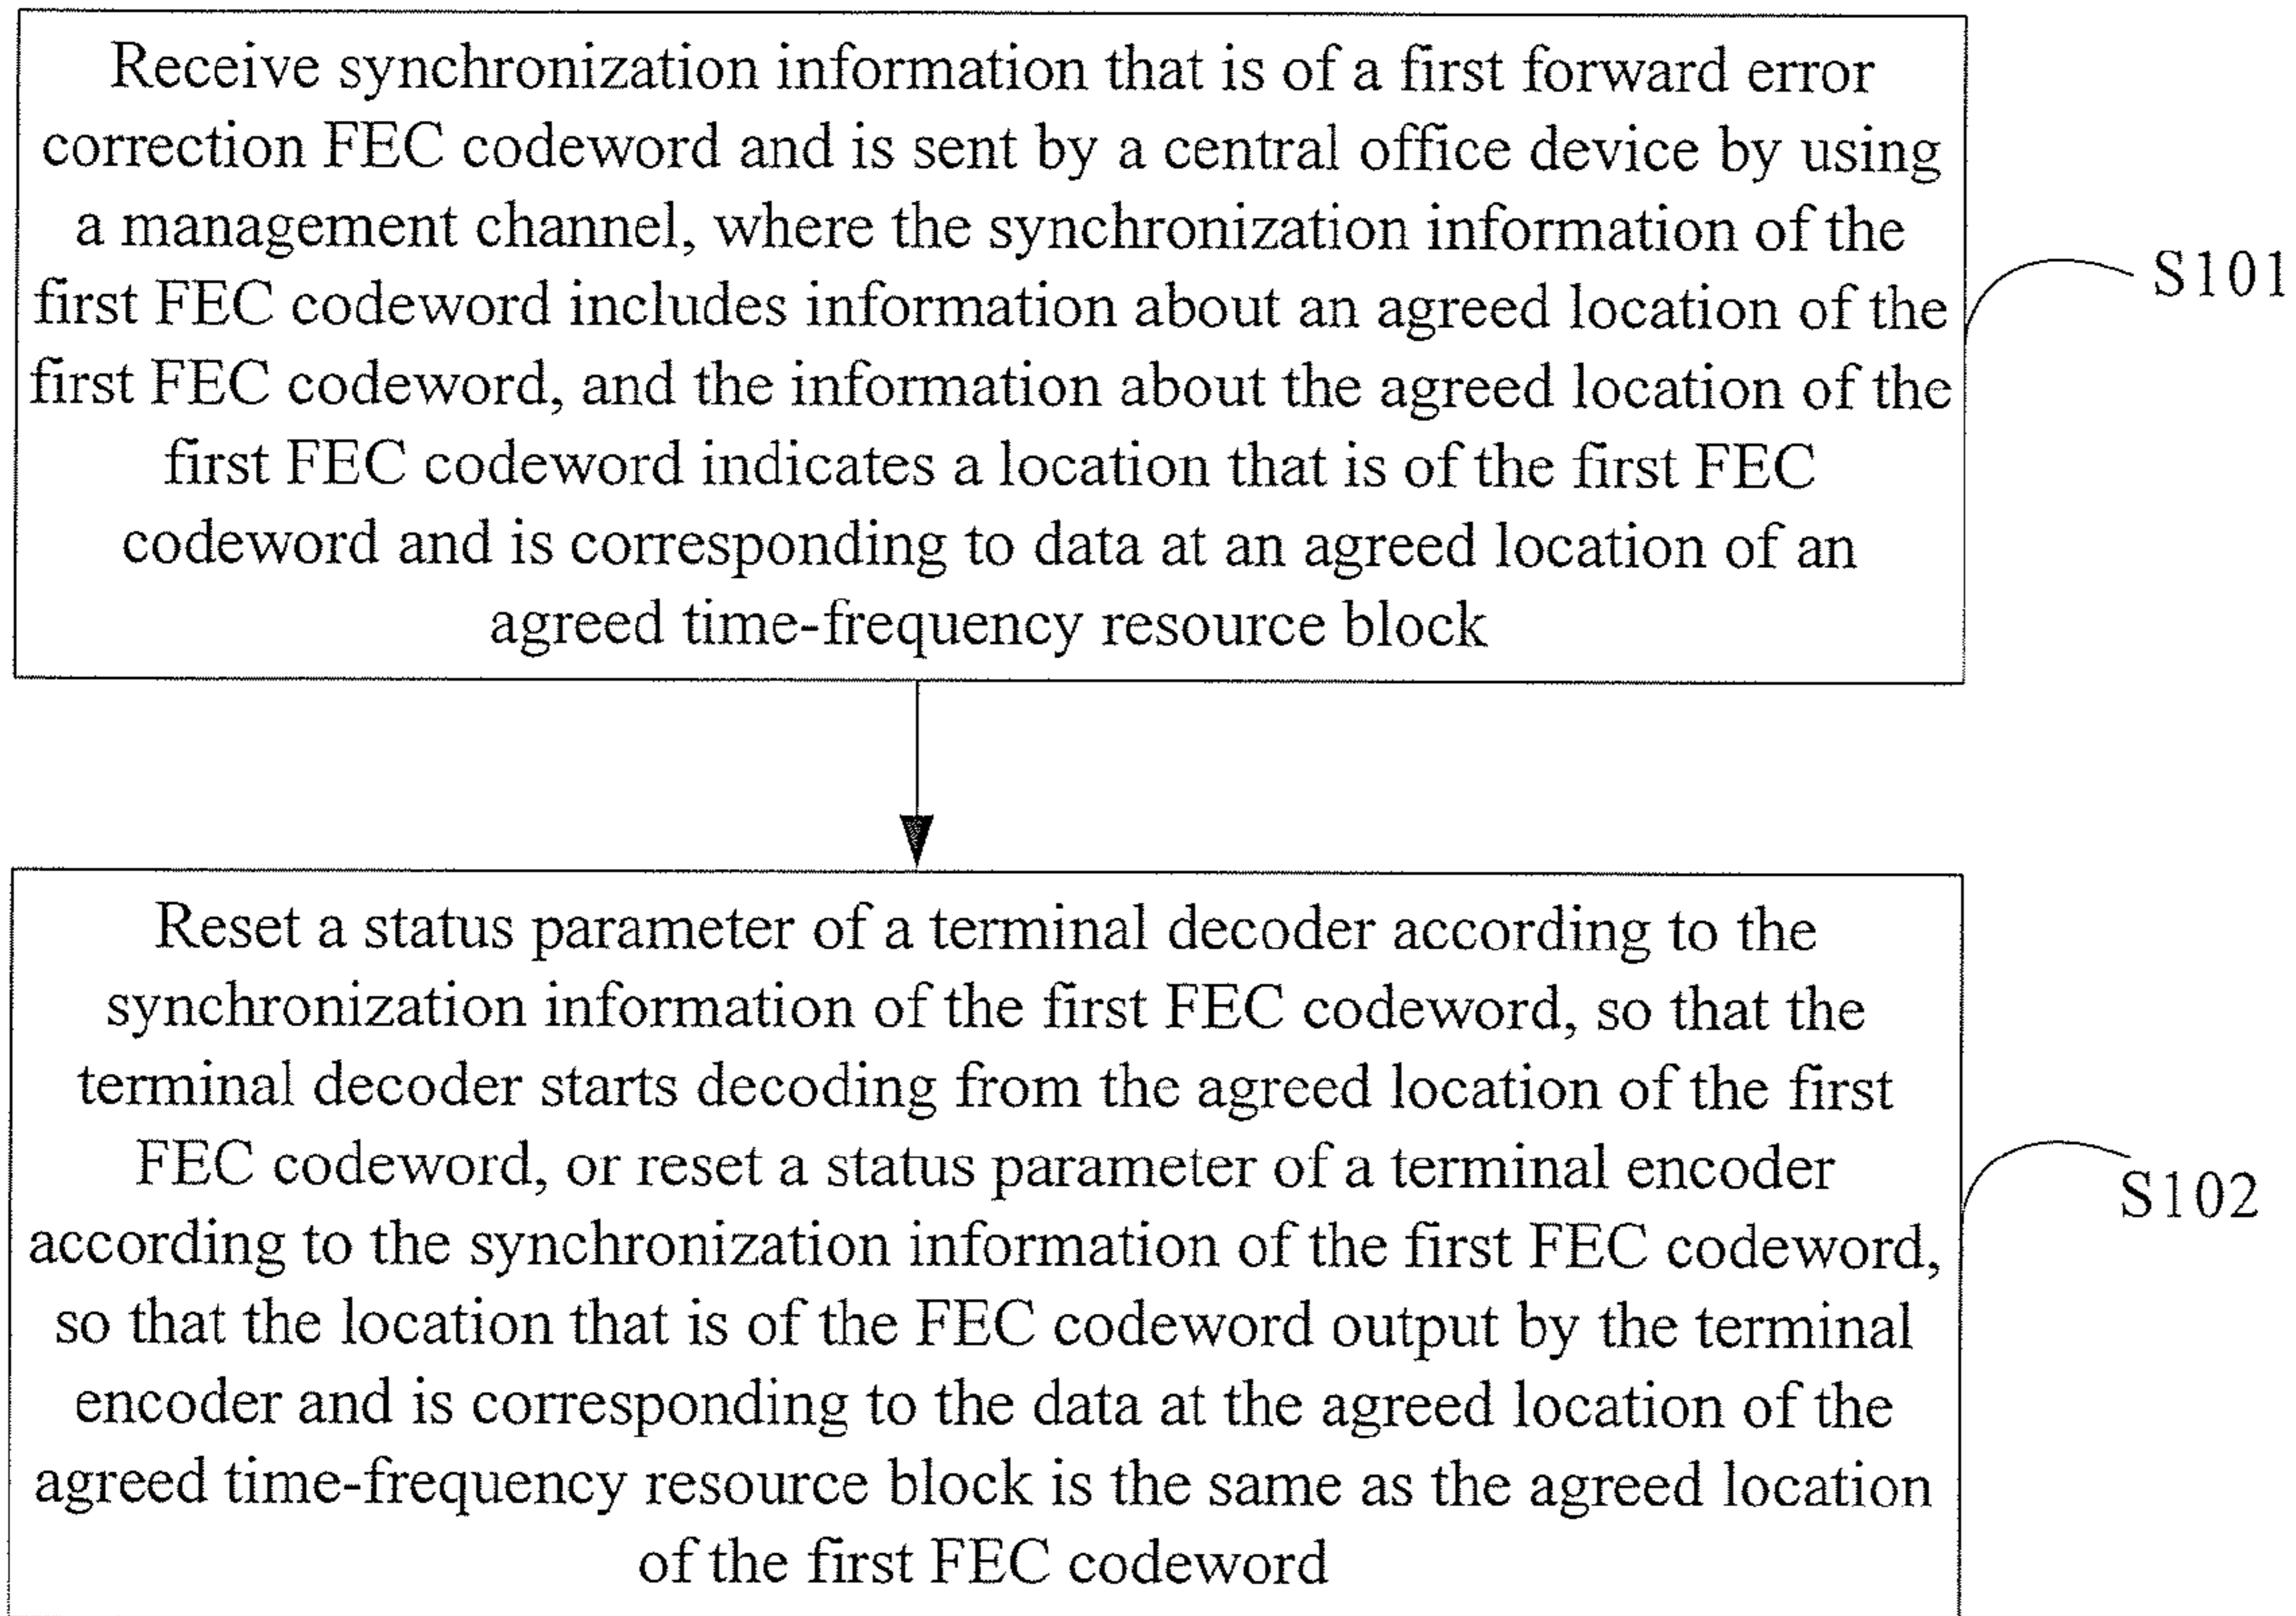 Receive synchronization information that is of a first forward error
correction FEC codeword and is sent by a central office device by using
a management channel, where the synchronization information of the
first FEC codeword includes information about an agreed location of the
first FEC codeword, and the information about the agreed location of the
first FEC codeword indicates a location that is of the first FEC
codeword and is corresponding to data at an agreed location of an
agreed time-frequency resource block
S101
Reset a status parameter of a terminal decoder according to the
synchronization information of the first FEC codeword, so that the
terminal decoder starts decoding from the agreed location of the first
FEC codeword, or reset a status parameter of a terminal encoder
according to the synchronization information of the first FEC codeword,
so that the location that is of the FEC codeword output by the terminal
encoder and is corresponding to the data at the agreed location of the
agreed time-frequency resource block is the same as the agreed location
of the first FEC codeword
S102